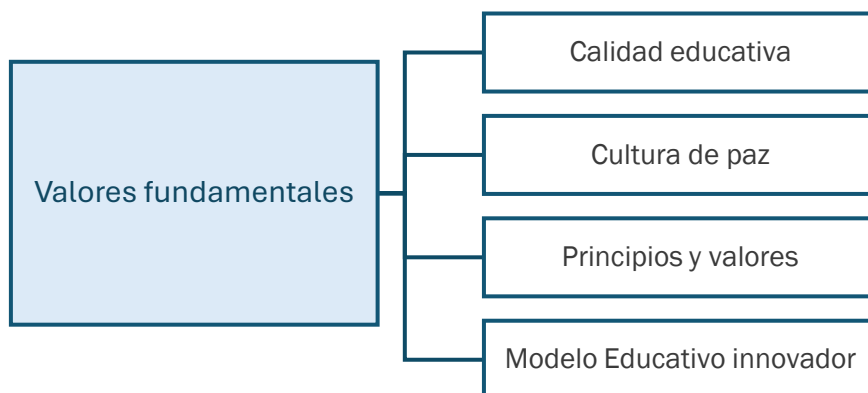 Valores fundamentales
Calidad educativa
Cultura de paz
Principios y valores
Modelo Educativo innovador